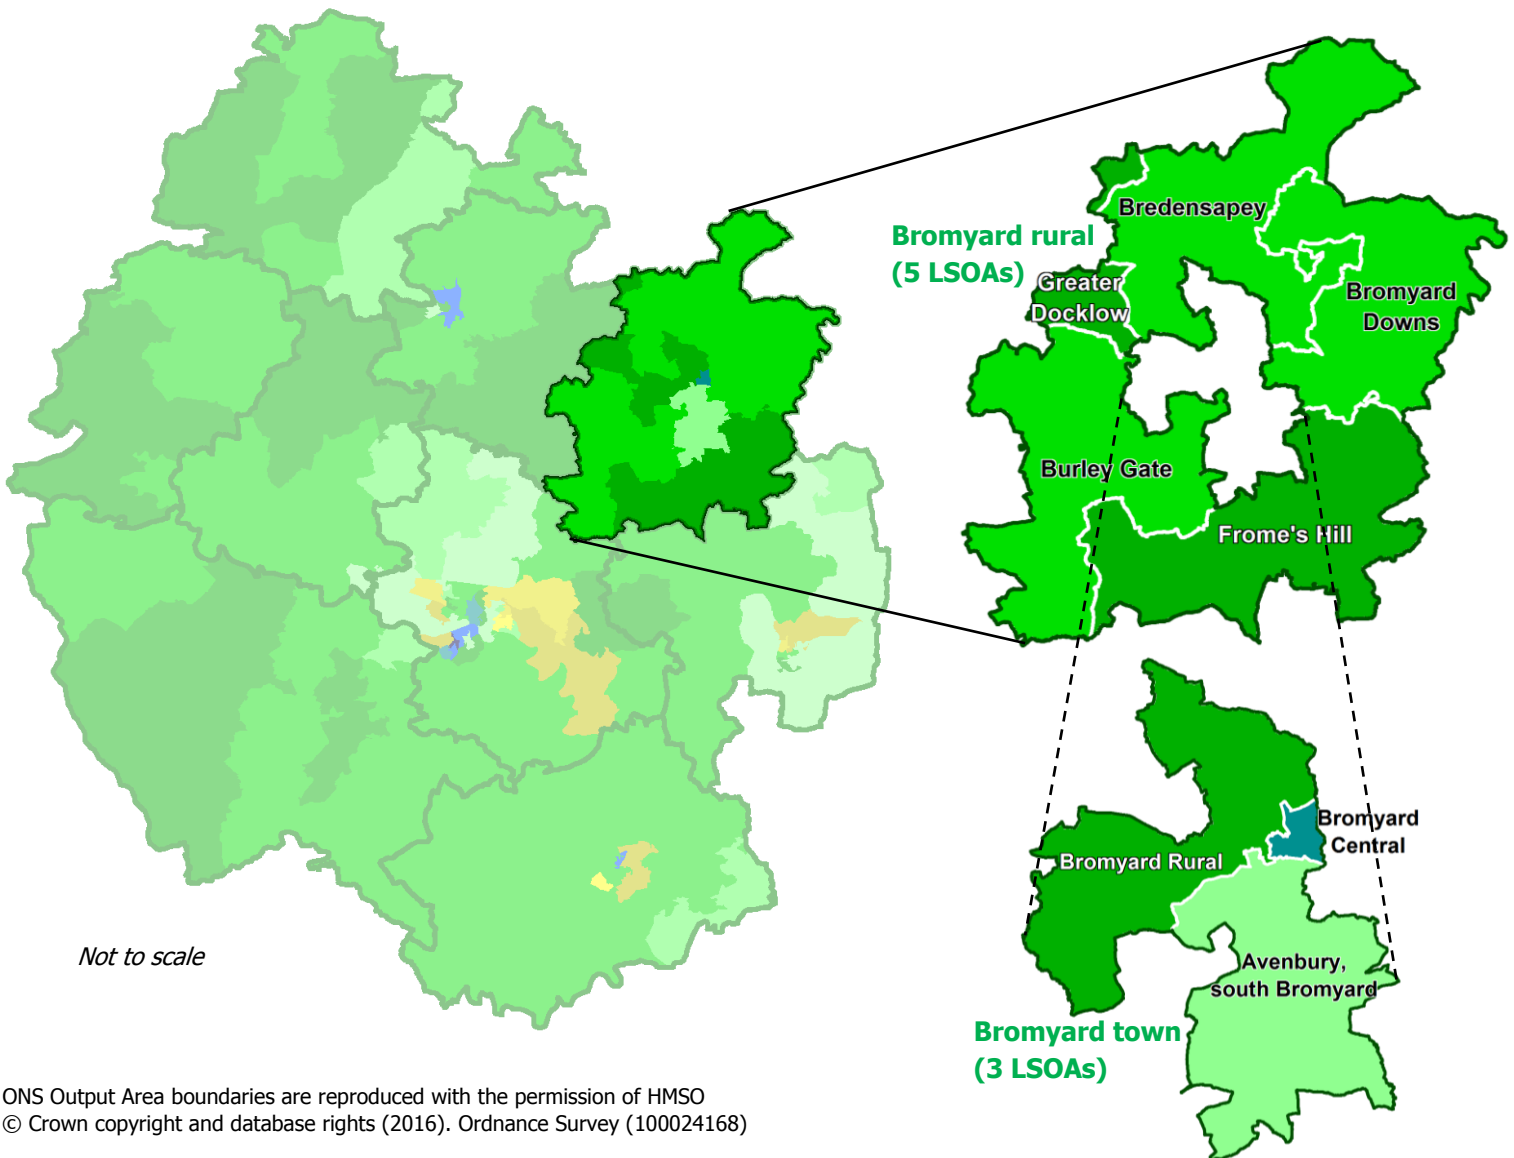 Bredensapey
Bromyard rural
(5 LSOAs)
Greater
Docklow
Bromyard
Downs
Burley Gate
Frome's Hill
Bromyard
Central
Bromyard Rural
Avenbury,
south Bromyard
Bromyard town
(3 LSOAs)
Not to scale
ONS Output Area boundaries are reproduced with the permission of HMSO
© Crown copyright and database rights (2016). Ordnance Survey (100024168)